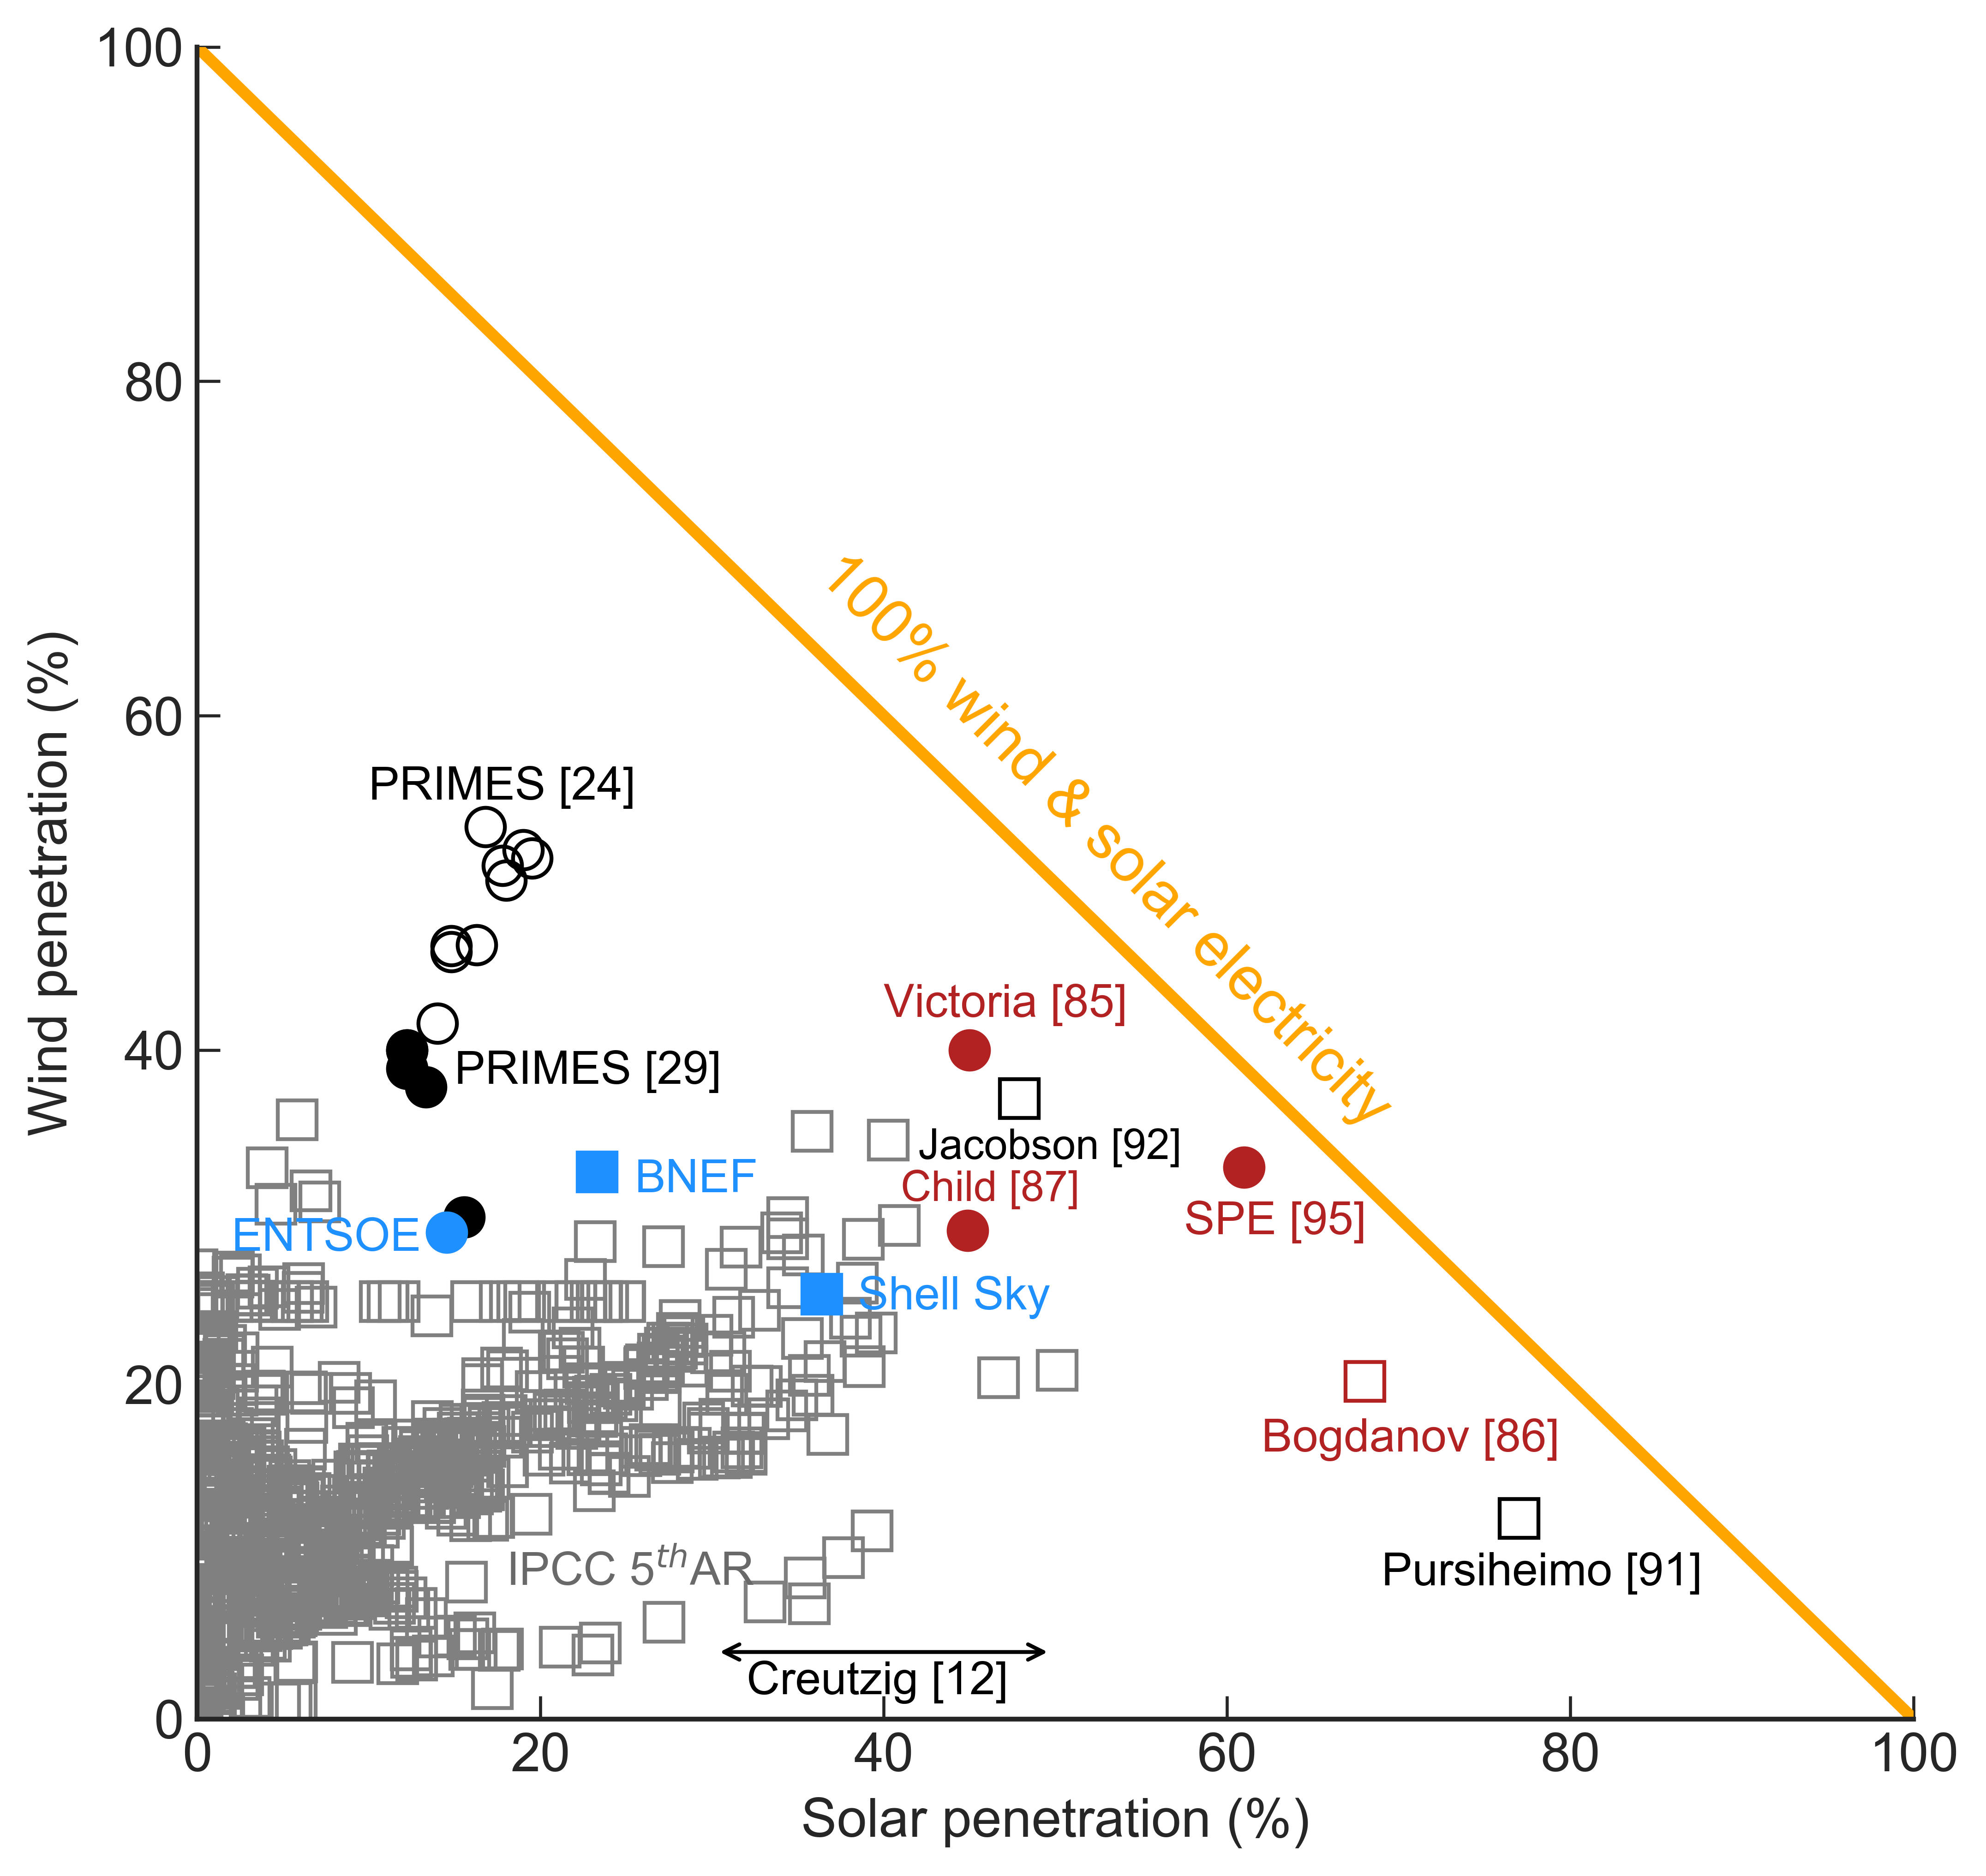 100
80
60
40
20
0
Wind penetration (%)
100% wind & solar electricity
PRIMES [24]
Victoria [85]
PRIMES [29]
Jacobson [92]
BNEF
Child [87]
SPE [95]
ENTSOE
Shell Sky
Bogdanov [86]
IPCC 5thAR
Pursiheimo [91]
Creutzig [12]
0 20 40 60 80 100
Solar penetration (%)